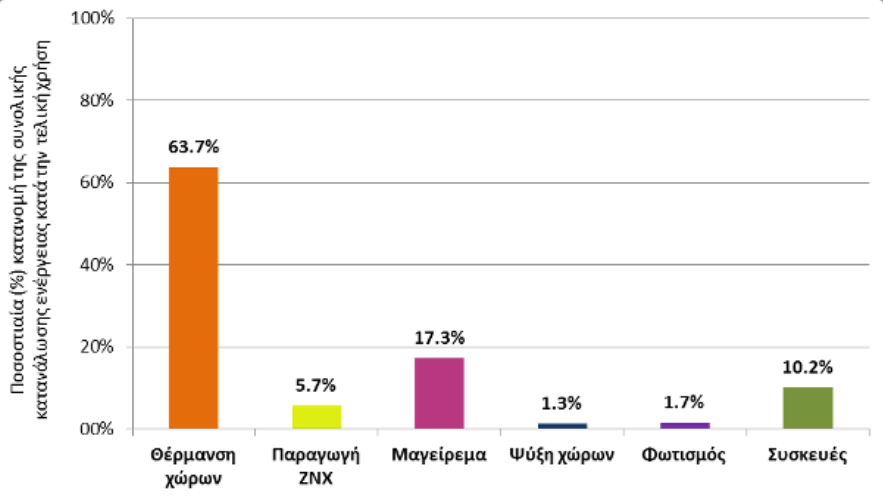 Ποσοστιαία (%) κατανομή της συνολικής
κατανάλωσης ενέργειας κατά την τελική χρήση
100%
80%
60%
40%
20%
00%
63.7%
5.7%
17.3%
1.3%
1.7%
10.2%
Θέρμανση
χώρων
Παραγωγή
ΖΝΧ
Μαγείρεμα
Ψύξη χώρων
Φωτισμός
Συσκευές